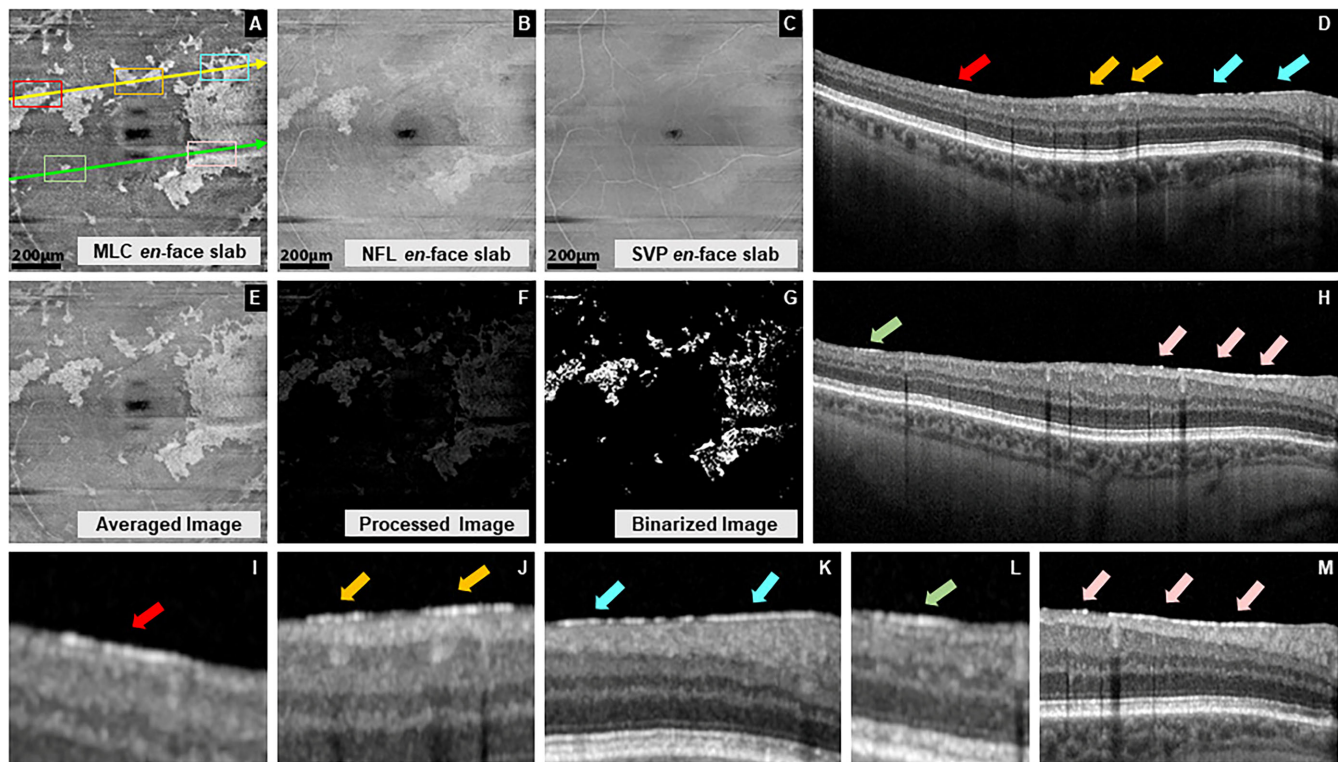 A
B
C
D
200μm
MLC en-face slab
200μm
NFL en-face slab
200μm
SVP en-face slab
E
F
G
H
Averaged Image
Processed Image
Binarized Image
I
J
K
L
M